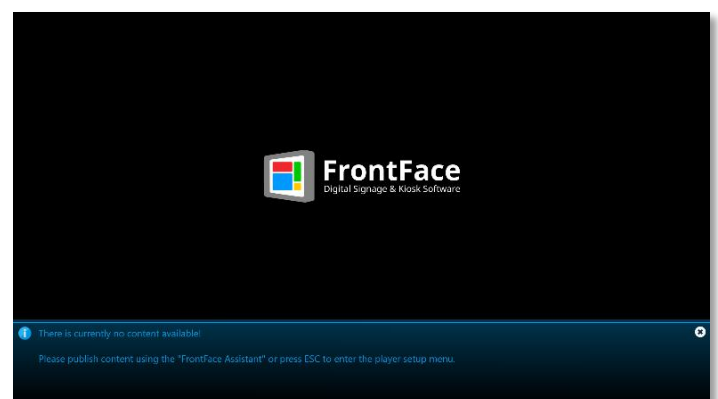 FrontFace
Digital Signage & Kiosk Software
There is currently no content available!
Please publish content using the "FrontFace Assistant" or press ESC to enter the player setup menu.